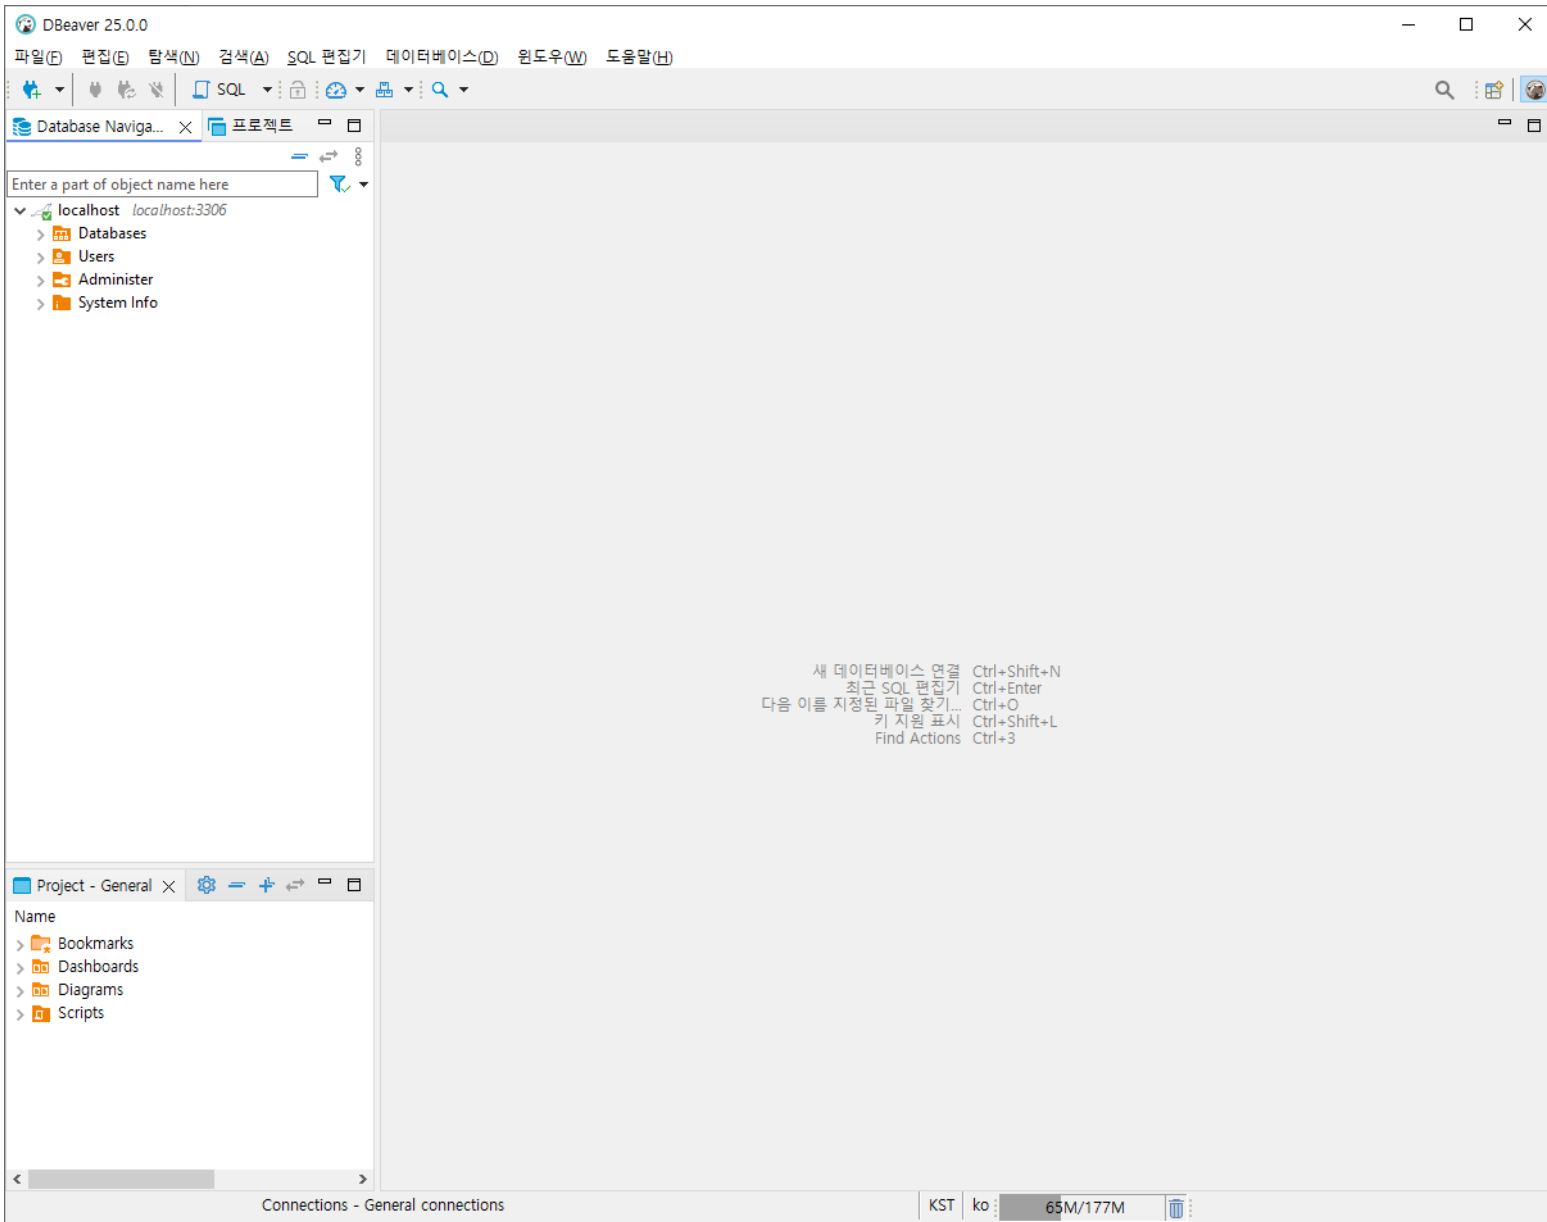 DBeaver 25.0.0
파일(F) 편집(E) 탐색(N) 검색(A) SQL 편집기 데이터베이스(D) 윈도우(W) 도움말(H)
SQL
Database Naviga... 프로젝트
Enter a part of object name here
localhost localhost:3306
Databases
Users
Administer
System Info
새 데이터베이스 연결 Ctrl+Shift+N
최근 SQL 편집기 Ctrl+Enter
다음 이름 지정된 파일 찾기... Ctrl+O
키 지원 표시 Ctrl+Shift+L
Find Actions Ctrl+3
Project - General
Name
Bookmarks
Dashboards
Diagrams
Scripts
Connections - General connections KST ko 65M/177M